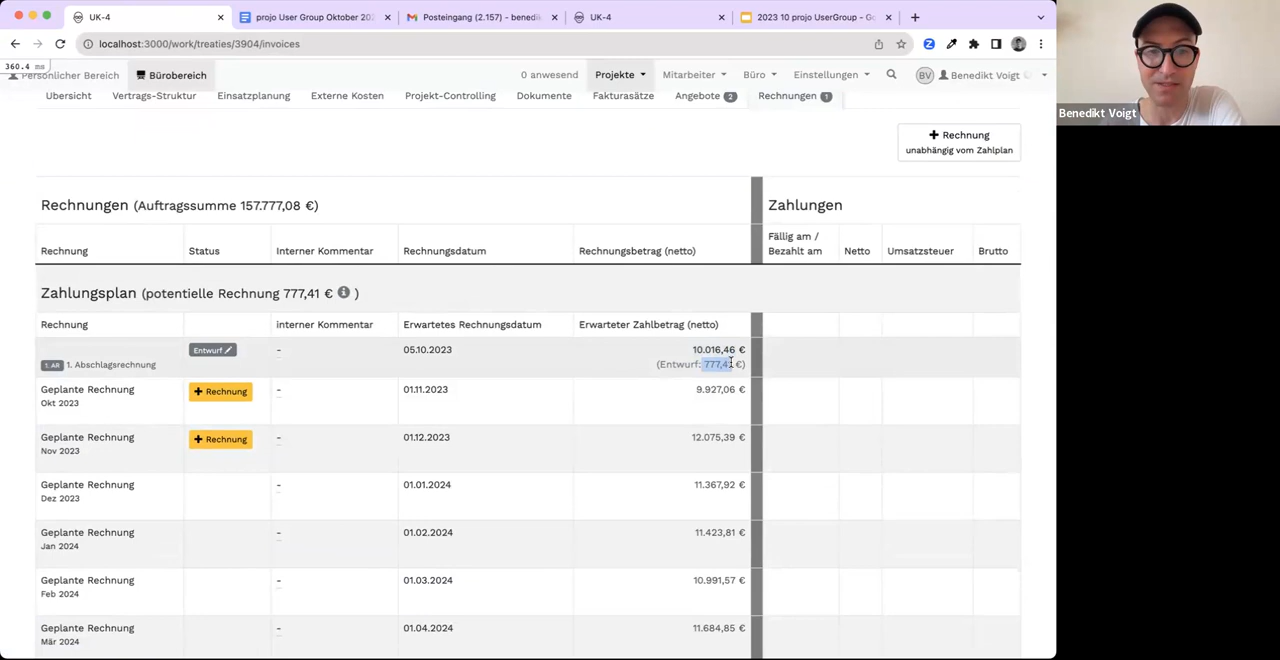 UK-4
projo User Group Oktober 202
Posteingang (2.157) - benedik
UK-4
2023 10 projo UserGroup - Go
localhost:3000/work/treaties/3904/invoices
360.4 ms
Persönlicher Bereich
Bürobereich
0 anwesend
Projekte
Mitarbeiter
Büro
Einstellungen
BV
Benedikt Voigt
Übersicht
Vertrags-Struktur
Einsatzplanung
Externe Kosten
Projekt-Controlling
Dokumente
Fakturasätze
Angebote 2
Rechnungen 1
+ Rechnung
unabhängig vom Zahlplan
Rechnungen (Auftragssumme 157.777,08 €)
Zahlungen
Rechnung
Status
Interner Kommentar
Rechnungsdatum
Rechnungsbetrag (netto)
Fällig am /
Bezahlt am
Netto
Umsatzsteuer
Brutto
Zahlungsplan (potentielle Rechnung 777,41 € )
Rechnung
interner Kommentar
Erwartetes Rechnungsdatum
Erwarteter Zahlbetrag (netto)
1. AR 1. Abschlagsrechnung
Entwurf
-
05.10.2023
10.016,46 €
(Entwurf: 777,41 €)
Geplante Rechnung
Okt 2023
+ Rechnung
-
01.11.2023
9.927,06 €
Geplante Rechnung
Nov 2023
+ Rechnung
-
01.12.2023
12.075,39 €
Geplante Rechnung
Dez 2023
-
01.01.2024
11.367,92 €
Geplante Rechnung
Jan 2024
-
01.02.2024
11.423,81 €
Geplante Rechnung
Feb 2024
-
01.03.2024
10.991,57 €
Geplante Rechnung
Mär 2024
-
01.04.2024
11.684,85 €
Benedikt Voigt